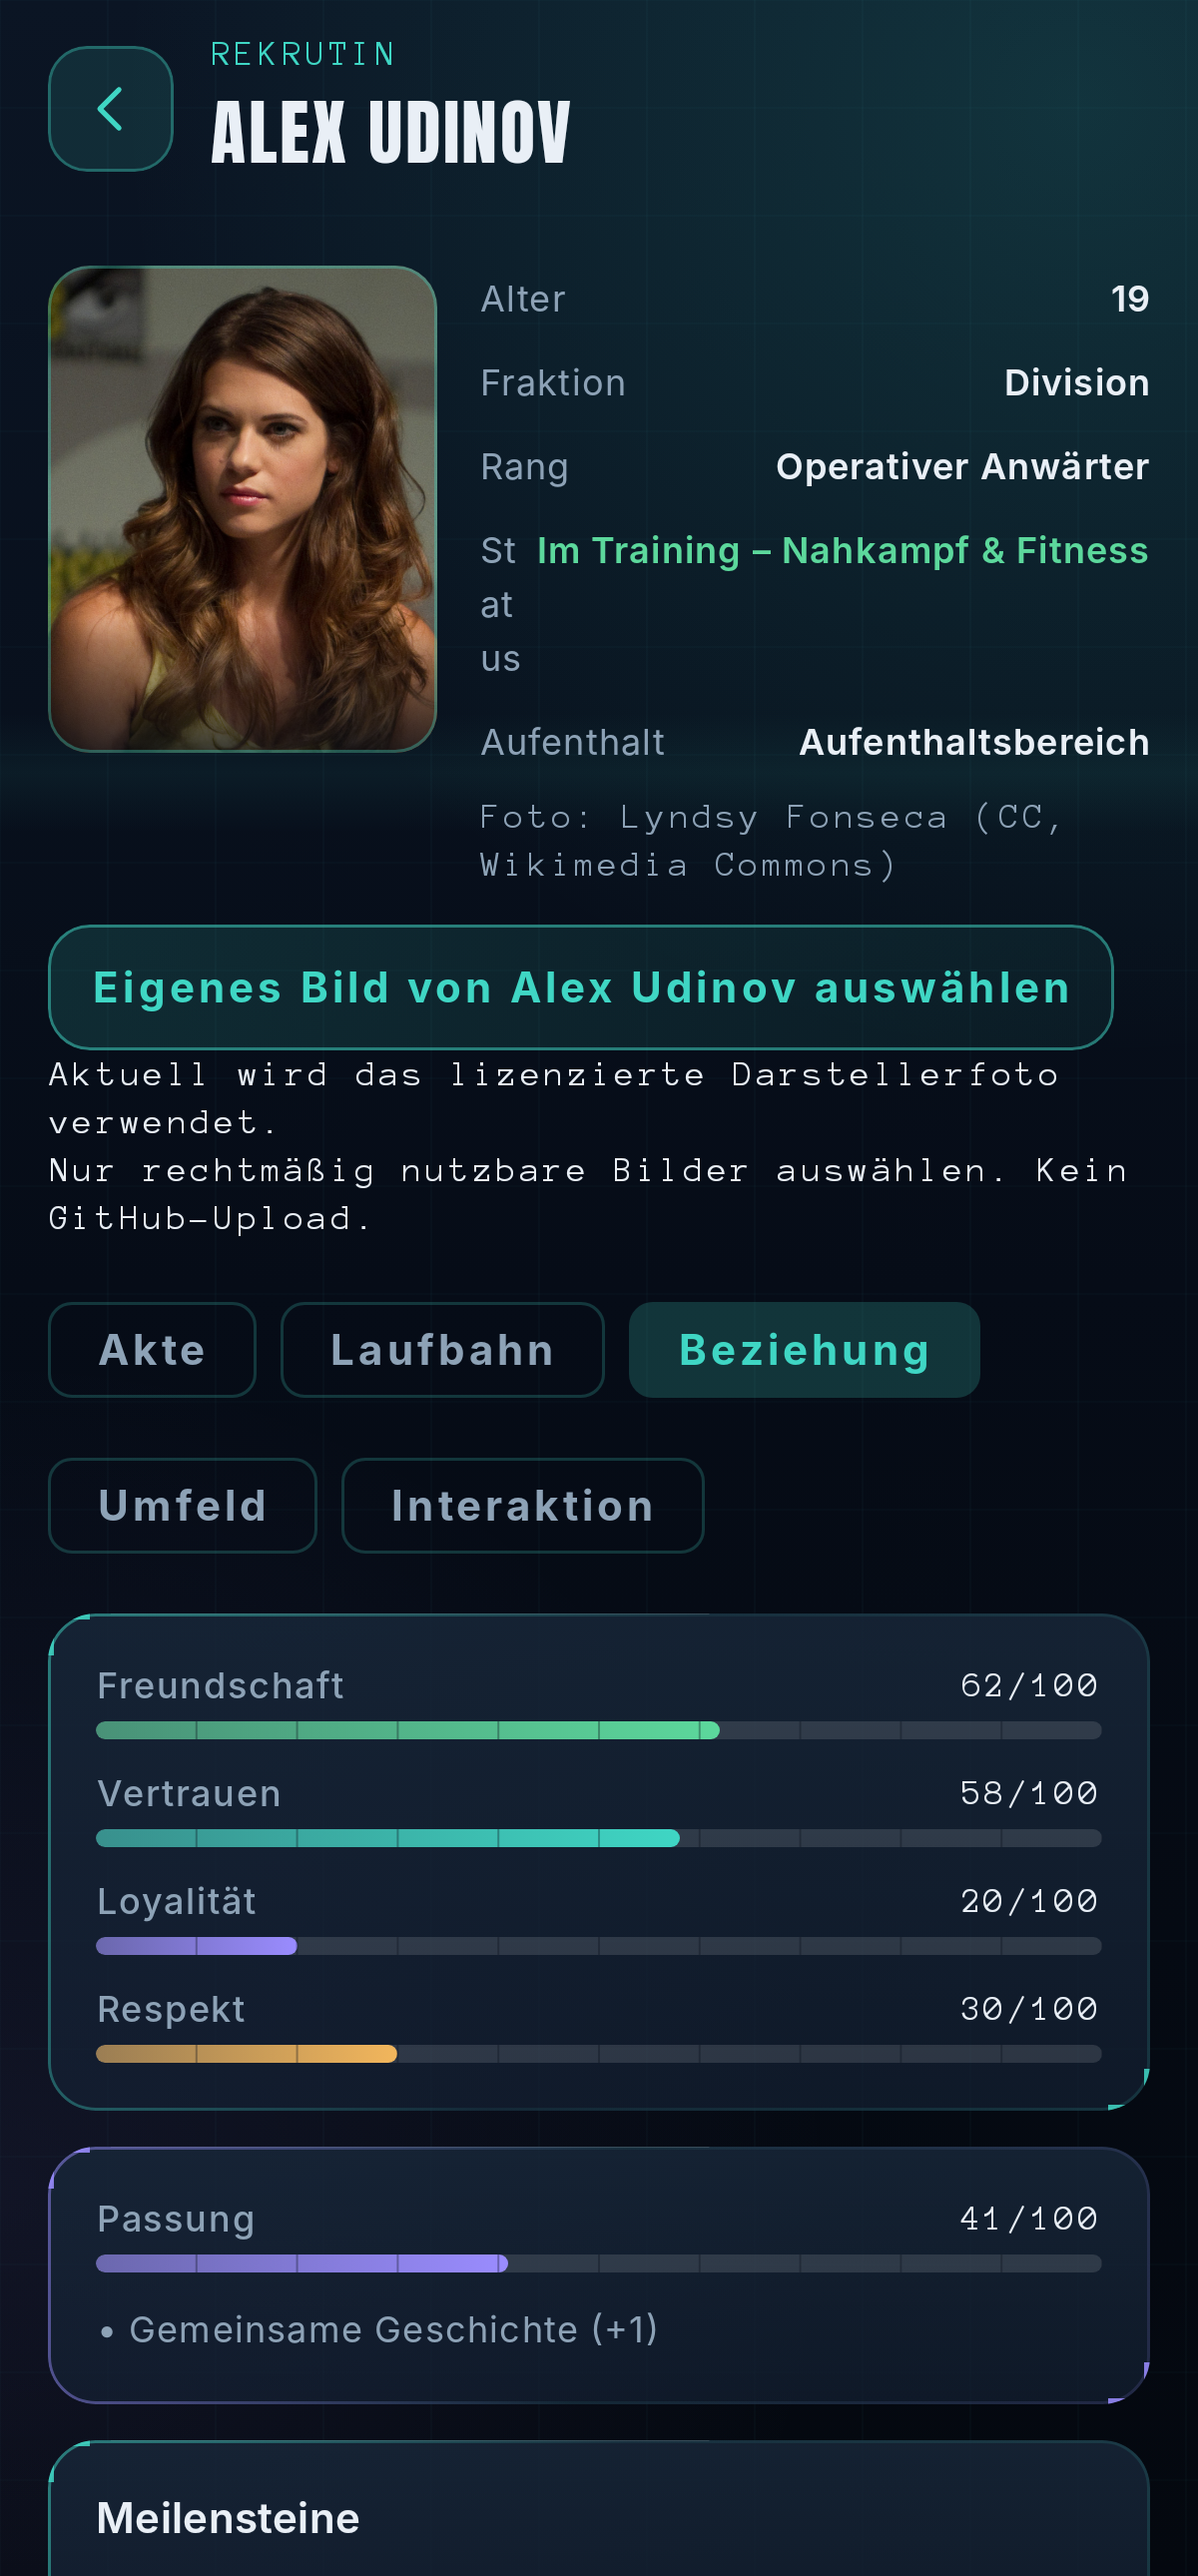 REKRUTIN
ALEX UDINOV
Alter 19
Fraktion Division
Rang Operativer Anwärter
St Im Training – Nahkampf & Fitness
at
us
Aufenthalt Aufenthaltsbereich
Foto: Lyndsy Fonseca (CC,
Wikimedia Commons)
Eigenes Bild von Alex Udinov auswählen
Aktuell wird das lizenzierte Darstellerfoto
verwendet.
Nur rechtmäßig nutzbare Bilder auswählen. Kein
GitHub-Upload.
Akte Laufbahn Beziehung
Umfeld Interaktion
Freundschaft 62/100
Vertrauen 58/100
Loyalität 20/100
Respekt 30/100
Passung 41/100
• Gemeinsame Geschichte (+1)
Meilensteine